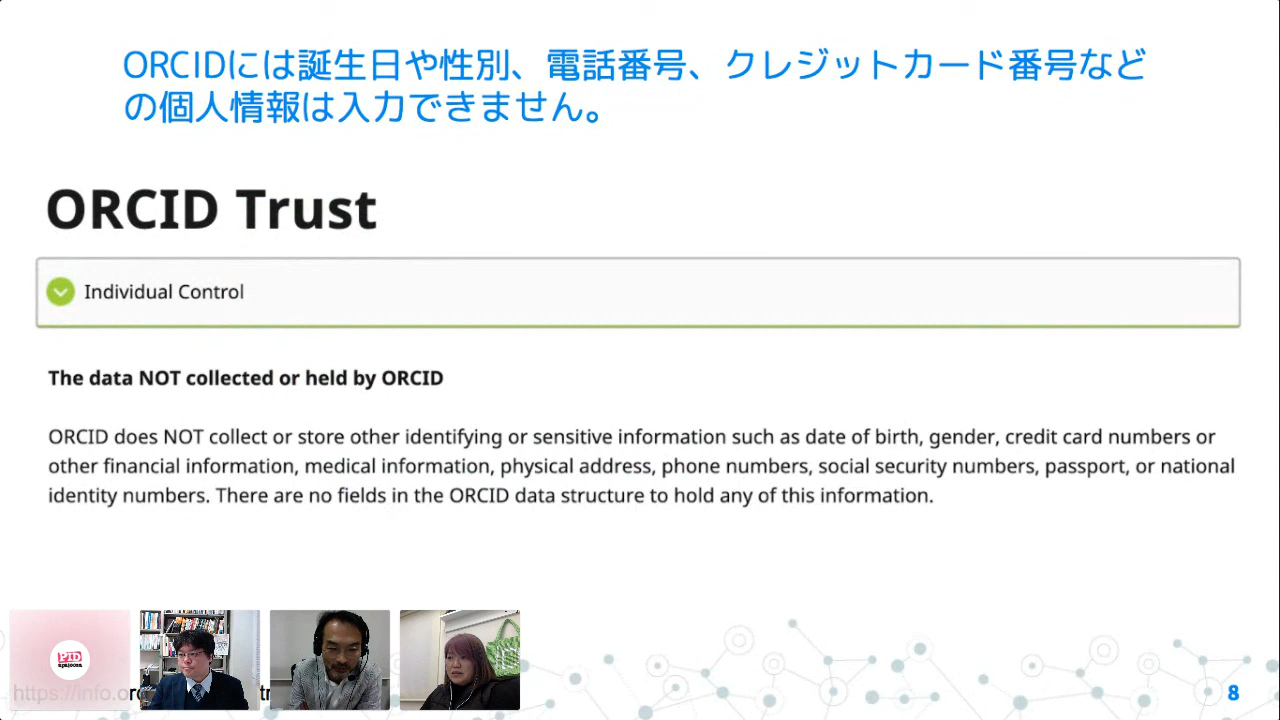 ORCIDには誕生日や性別、電話番号、クレジットカード番号など
の個人情報は入力できません。
ORCID Trust
Individual Control
The data NOT collected or held by ORCID
ORCID does NOT collect or store other identifying or sensitive information such as date of birth, gender, credit card numbers or
other financial information, medical information, physical address, phone numbers, social security numbers, passport, or national
identity numbers. There are no fields in the ORCID data structure to hold any of this information.
PID
apalooza
https://info.orc
8